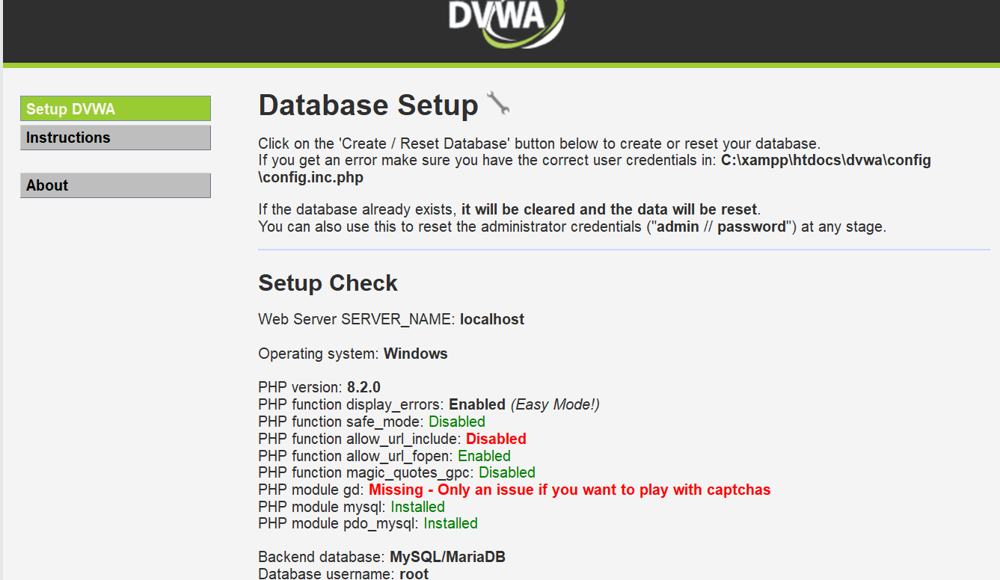 DVWA
Setup DVWA
Instructions
About
Database Setup
Click on the 'Create / Reset Database' button below to create or reset your database.
If you get an error make sure you have the correct user credentials in: C:\xampp\htdocs\dvwa\config
\config.inc.php
If the database already exists, it will be cleared and the data will be reset.
You can also use this to reset the administrator credentials ("admin // password") at any stage.
Setup Check
Web Server SERVER_NAME: localhost
Operating system: Windows
PHP version: 8.2.0
PHP function display_errors: Enabled (Easy Mode!)
PHP function safe_mode: Disabled
PHP function allow_url_include: Disabled
PHP function allow_url_fopen: Enabled
PHP function magic_quotes_gpc: Disabled
PHP module gd: Missing - Only an issue if you want to play with captchas
PHP module mysql: Installed
PHP module pdo_mysql: Installed
Backend database: MySQL/MariaDB
Database username: root